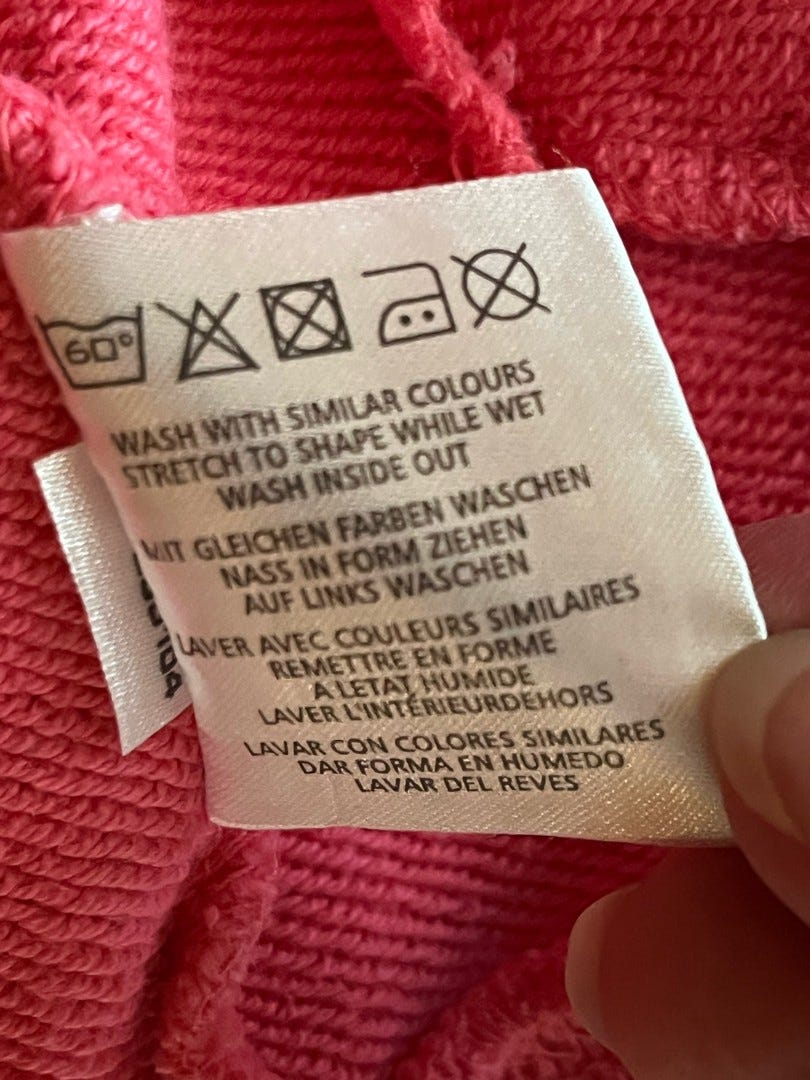 60°
WASH WITH SIMILAR COLOURS
STRETCH TO SHAPE WHILE WET
WASH INSIDE OUT
MIT GLEICHEN FARBEN WASCHEN
NASS IN FORM ZIEHEN
AUF LINKS WASCHEN
LAVER AVEC COULEURS SIMILAIRES
REMETTRE EN FORME
A LETAT HUMIDE
LAVER L'INTÉRIEURDEHORS
LAVAR CON COLORES SIMILARES
DAR FORMA EN HUMEDO
LAVAR DEL REVES